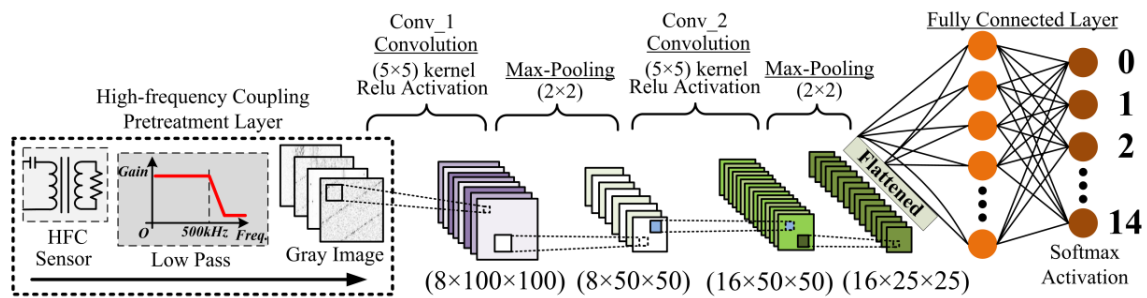 High-frequency Coupling
Pretreatment Layer
Gain
O
500kHz
Freq.
HFC
Sensor
Low Pass
Gray Image
Conv_1
Convolution
(5×5) kernel
Relu Activation
Max-Pooling
(2×2)
Conv_2
Convolution
(5×5) kernel
Relu Activation
Max-Pooling
(2×2)
(8×100×100)
(8×50×50)
(16×50×50)
(16×25×25)
Flattened
Fully Connected Layer
0
1
2
14
Softmax
Activation